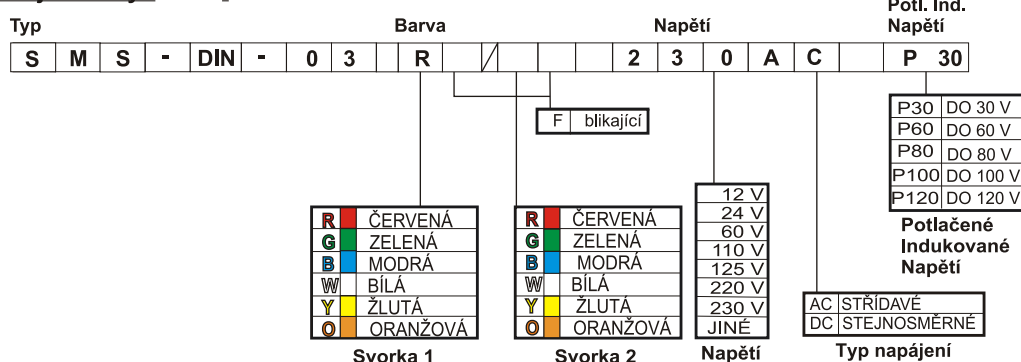 Potl. Ind.
Typ Barva Napětí Napětí
S M S - DIN - 0 3 R / 2 3 0 A C P 30
F blikající
P30 DO 30 V
P60 DO 60 V
P80 DO 80 V
P100 DO 100 V
P120 DO 120 V
Potlačené
Indukované
Napětí
R ČERVENÁ
G ZELENÁ
B MODRÁ
W BÍLÁ
Y ŽLUTÁ
O ORANŽOVÁ
Svorka 1
R ČERVENÁ
G ZELENÁ
B MODRÁ
W BÍLÁ
Y ŽLUTÁ
O ORANŽOVÁ
Svorka 2
12 V
24 V
60 V
110 V
125 V
220 V
230 V
JINÉ
Napětí
AC STŘÍDAVÉ
DC STEJNOSMĚRNÉ
Typ napájení